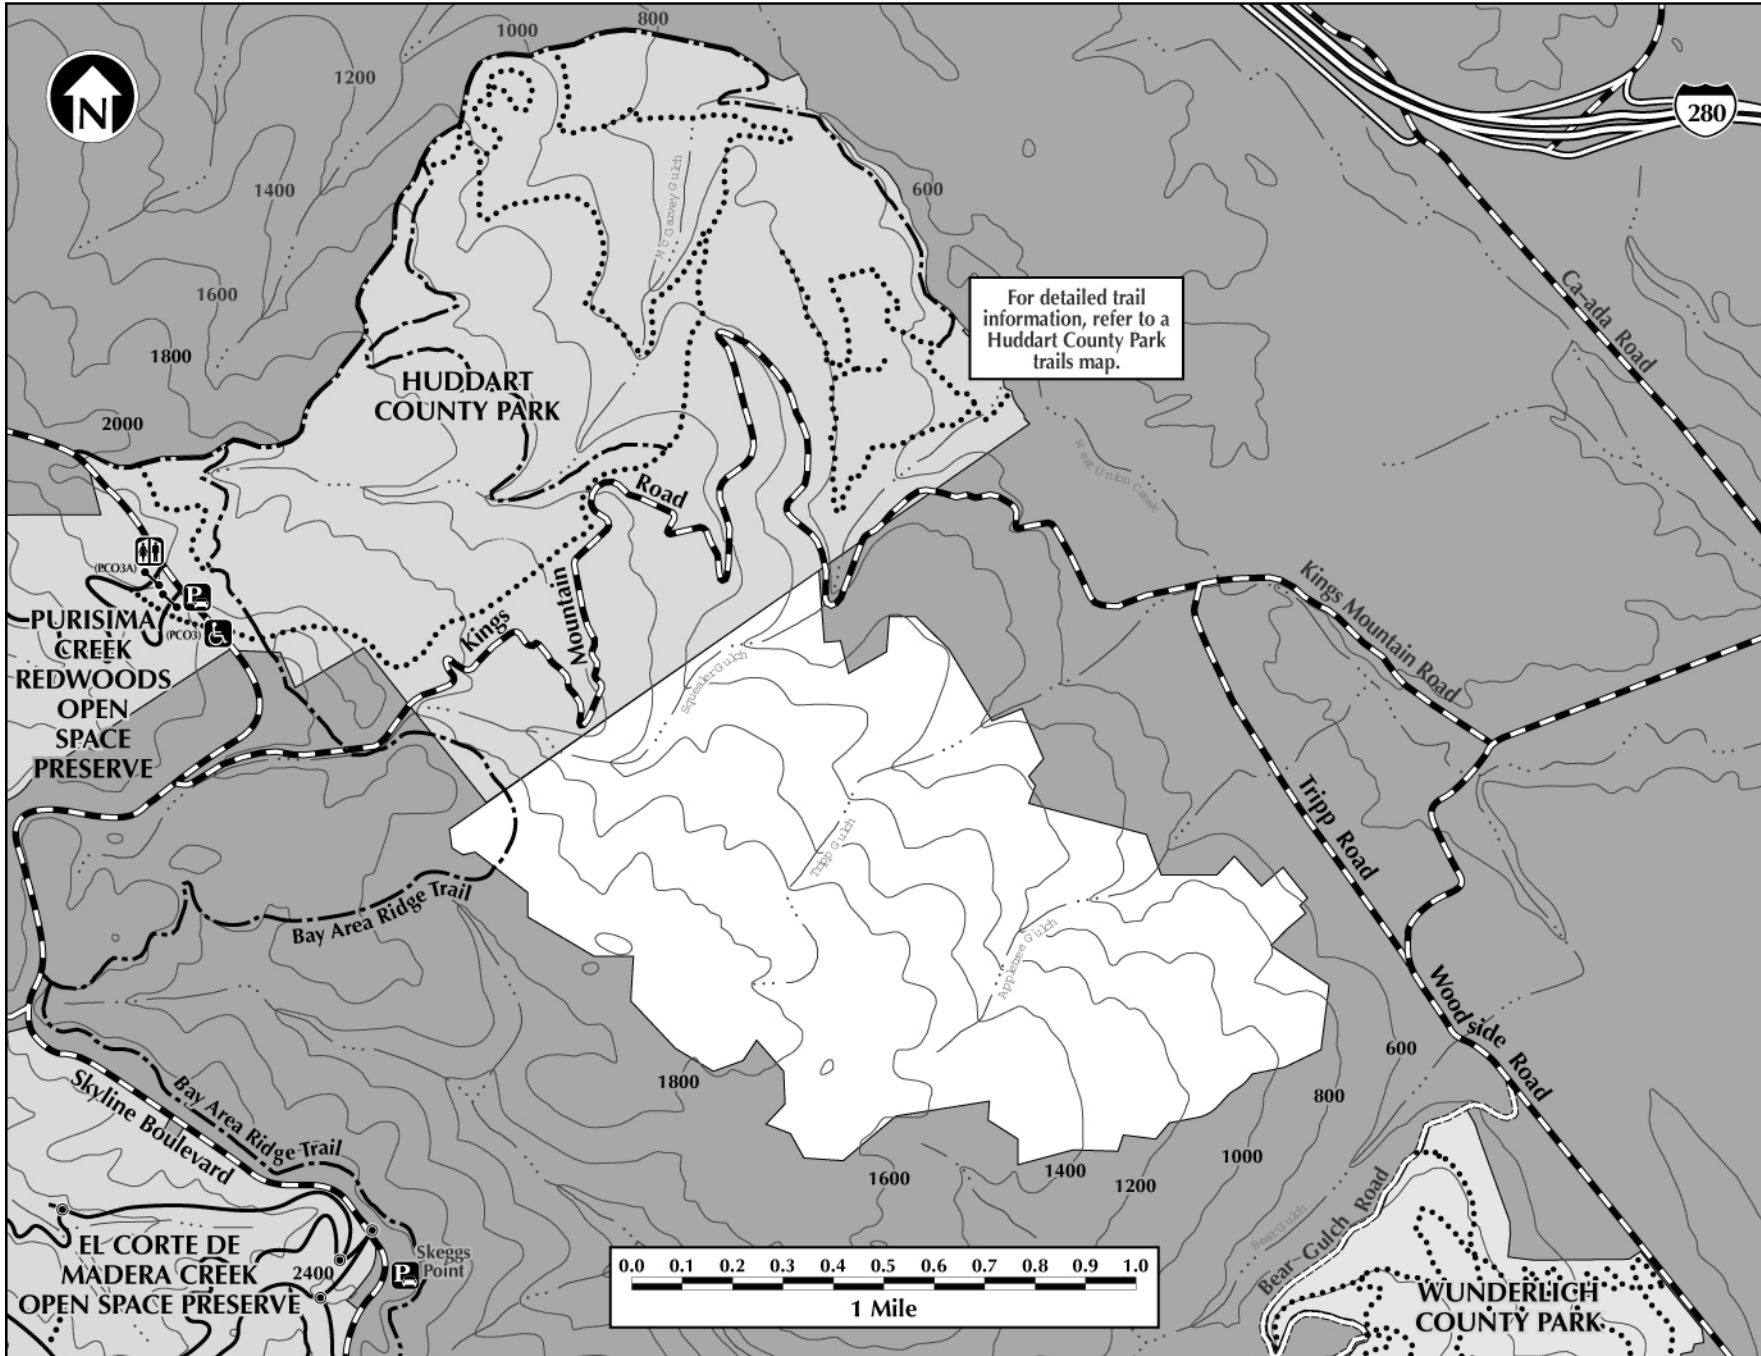 800
1000
1200
N
280
1400
McGarvey Gulch
600
Ca–ada Road
1600
For detailed trail
information, refer to a
Huddart County Park
trails map.
1800
HUDDART
COUNTY PARK
2000
West Union Creek
Road
(PCO3A)
P
Kings Mountain Road
Kings
Mountain
PURISIMA
CREEK
REDWOODS
OPEN
SPACE
PRESERVE
(PCO3)
Squealer Gulch
Tripp Road
Tripp Gulch
Bay Area Ridge Trail
Appletree Gulch
Woodside Road
600
1800
800
Skyline Boulevard
Bay Area Ridge Trail
1000
1600
1400
1200
Bear Gulch Road
Bear Gulch
EL CORTE DE
MADERA CREEK
OPEN SPACE PRESERVE
2400
Skeggs
Point
P
0.0 0.1 0.2 0.3 0.4 0.5 0.6 0.7 0.8 0.9 1.0
1 Mile
WUNDERLICH
COUNTY PARK